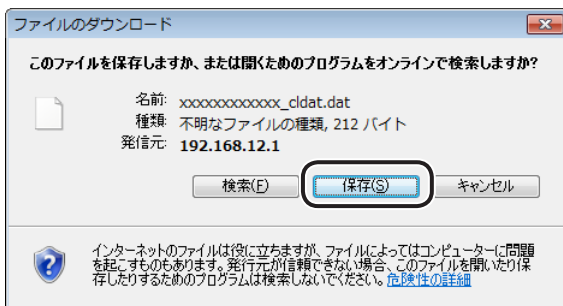 ファイルのダウンロード
このファイルを保存しますか、または開くためのプログラムをオンラインで検索しますか?
名前: xxxxxxxxxxxxx_cldat.dat
種類: 不明なファイルの種類, 212 バイト
発信元: 192.168.12.1
検索(F) 保存(S) キャンセル
インターネットのファイルは役に立ちますが、ファイルによってはコンピューターに問題
を起こすものもあります。発行元が信頼できない場合、このファイルを開いたり保
存したりするためのプログラムは検索しないでください。危険性の詳細